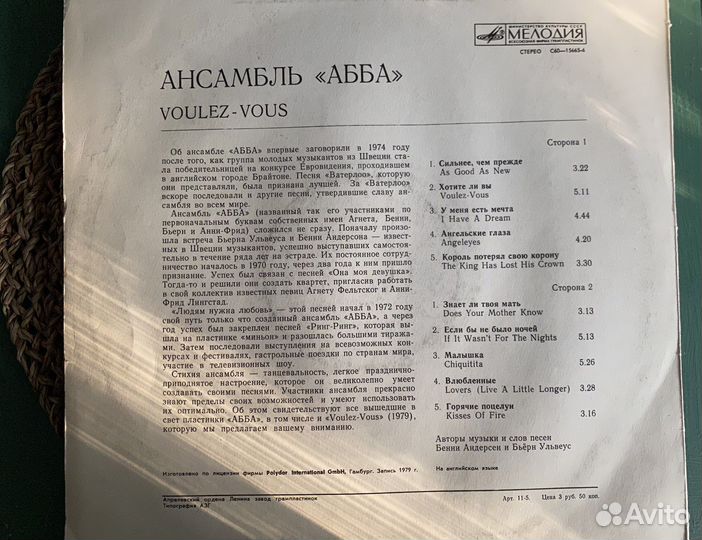 МИНИСТЕРСТВО КУЛЬТУРЫ СССР
МЕЛОДИЯ
ВСЕСОЮЗНАЯ ФИРМА ГРАМПЛАСТИНОК
СТЕРЕО С60—15665-6
АНСАМБЛЬ «АББА»
VOULEZ-VOUS
Об ансамбле «АББА» впервые заговорили в 1974 году
после того, как группа молодых музыкантов из Швеции ста-
ла победительницей на конкурсе Евровидения, проходившем
в английском городе Брайтоне. Песня «Ватерлоо», которую
они представляли, была признана лучшей. За «Ватерлоо»
вскоре последовали и другие песни, утвердившие славу ан-
самбля во всем мире.
Ансамбль «АББА» (названный так его участниками по
первоначальным буквам собственных имен Агнета, Бенни,
Бьерн и Анни-Фрид) сложился не сразу. Поначалу произо-
шла встреча Бьерна Ульвеуса и Бенни Андерсона — извест-
ных в Швеции музыкантов, успешно выступавших самостоя-
тельно в течение ряда лет на эстраде. Их постоянное сотруд-
ничество началось в 1970 году, через два года к ним пришло
признание. Успех был связан с песней «Она моя девушка».
Тогда-то и решили они создать квартет, пригласив работать
в свой коллектив известных певиц Агнету Фельтског и Анни-
Фрид Лингстад.
«Людям нужна любовь» — этой песней начал в 1972 году
свой путь только что созданный ансамбль «АББА», а через
год успех был закреплен песней «Ринг-Ринг», которая вы-
шла на пластинке «миньон» и разошлась большими тиража-
ми. Затем последовали выступления на всевозможных кон-
курсах и фестивалях, гастрольные поездки по странам мира,
участие в телевизионных шоу.
Стихия ансамбля — танцевальность, легкое празднично-
приподнятое настроение, которое он великолепно умеет
создавать своими песнями. Участники ансамбля прекрасно
знают пределы своих возможностей и умеют использовать
их оптимально. Об этом свидетельствуют все вышедшие в
свет пластинки «АББА», в том числе и «Voulez-Vous» (1979),
которую мы предлагаем вашему вниманию.
Сторона 1
1. Сильнее, чем прежде
As Good As New 3.22
2. Хотите ли вы
Voulez-Vous 5.11
3. У меня есть мечта
I Have A Dream 4.44
4. Ангельские глаза
Angeleyes 4.20
5. Король потерял свою корону
The King Has Lost His Crown 3.30
Сторона 2
1. Знает ли твоя мать
Does Your Mother Know 3.13
2. Если бы не было ночей
If It Wasn't For The Nights 5.13
3. Малышка
Chiquitita 5.26
4. Влюбленные
Lovers (Live A Little Longer) 3.28
5. Горячие поцелуи
Kisses Of Fire 3.16
Авторы музыки и слов песен
Бенни Андерсен и Бьёрн Ульвеус
Изготовлено по лицензии фирмы Polydor International GmbH, Гамбург. Запись 1979 г.
На английском языке
Апрелевский ордена Ленина завод грампластинок
Типография АЗГ
Арт. 11-5. Цена 3 руб. 50 коп.
Avito